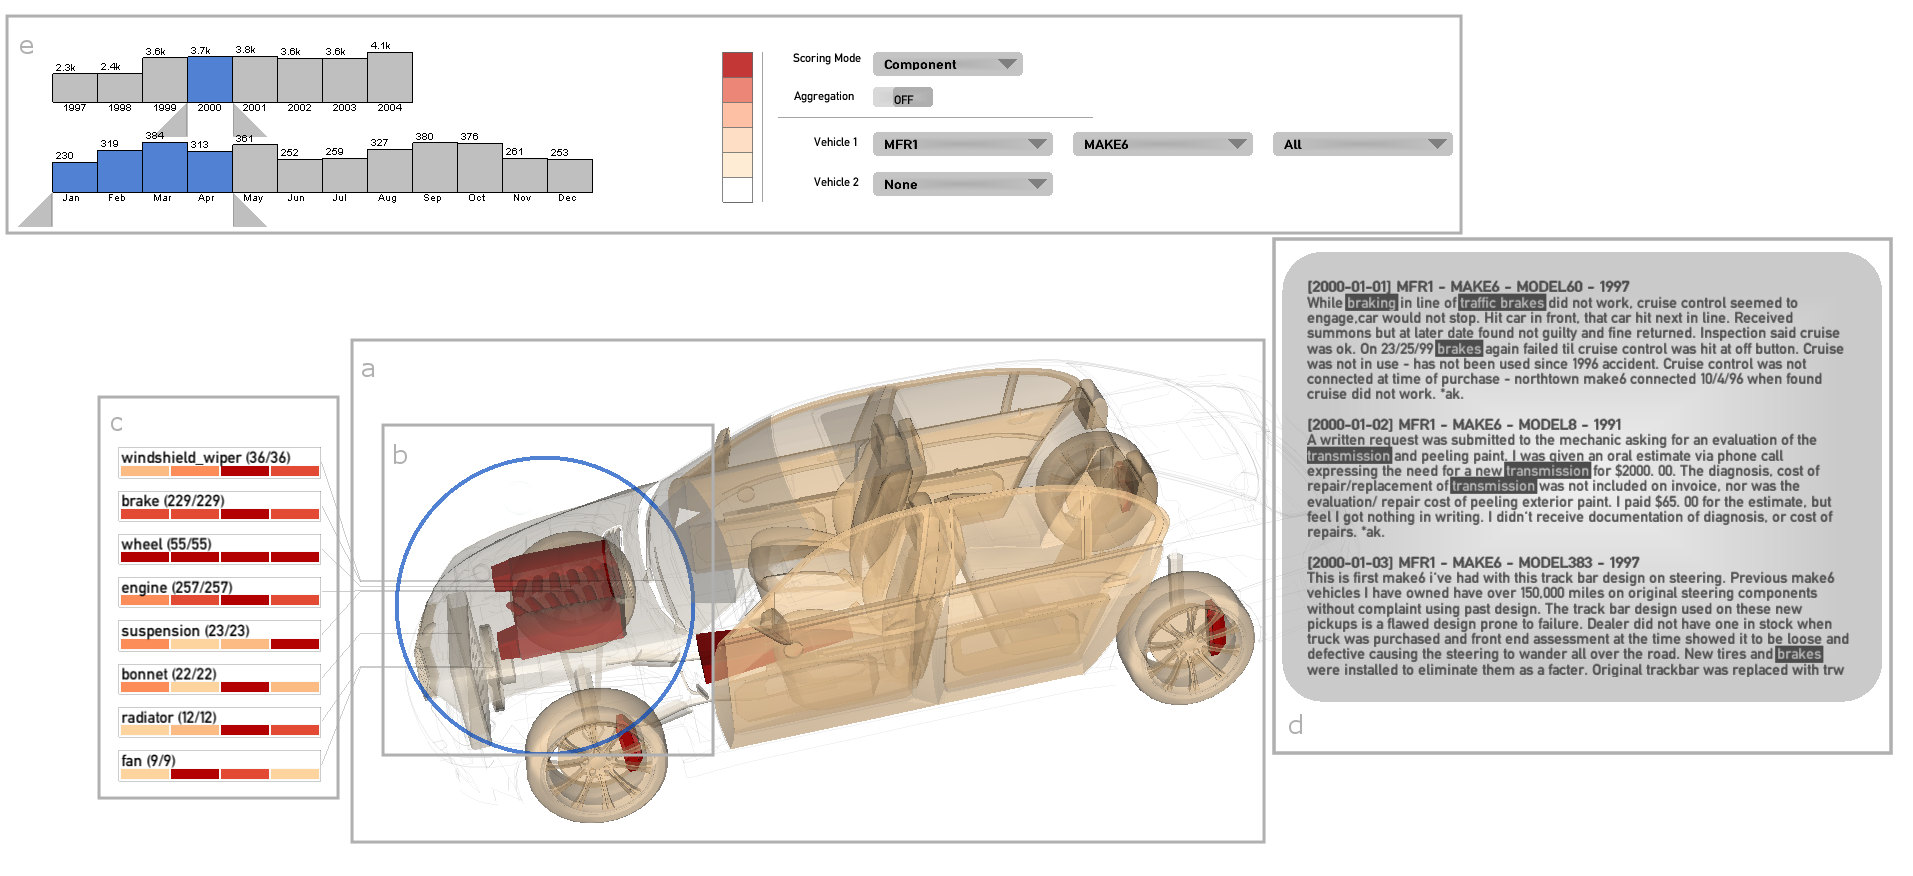 e
2.3k 2.4k 3.6k 3.7k 3.8k 3.6k 3.6k 4.1k
1997 1998 1999 2000 2001 2002 2003 2004
230 319 384 313 361 252 259 327 380 376 261 253
Jan Feb Mar Apr May Jun Jul Aug Sep Oct Nov Dec
Scoring Mode Component
Aggregation OFF
Vehicle 1 MFR1 MAKE6 All
Vehicle 2 None
a
b
c
windshield_wiper (36/36)
brake (229/229)
wheel (55/55)
engine (257/257)
suspension (23/23)
bonnet (22/22)
radiator (12/12)
fan (9/9)
[2000-01-01] MFR1 - MAKE6 - MODEL60 - 1997
While braking in line of traffic brakes did not work, cruise control seemed to
engage,car would not stop. Hit car in front, that car hit next in line. Received
summons but at later date found not guilty and fine returned. Inspection said cruise
was ok. On 23/25/99 brakes again failed til cruise control was hit at off button. Cruise
was not in use - has not been used since 1996 accident. Cruise control was not
connected at time of purchase - northtown make6 connected 10/4/96 when found
cruise did not work. *ak.
[2000-01-02] MFR1 - MAKE6 - MODEL8 - 1991
A written request was submitted to the mechanic asking for an evaluation of the
transmission and peeling paint. I was given an oral estimate via phone call
expressing the need for a new transmission for $2000. 00. The diagnosis, cost of
repair/replacement of transmission was not included on invoice, nor was the
evaluation/ repair cost of peeling exterior paint. I paid $65. 00 for the estimate, but
feel I got nothing in writing. I didn't receive documentation of diagnosis, or cost of
repairs. *ak.
[2000-01-03] MFR1 - MAKE6 - MODEL383 - 1997
This is first make6 i've had with this track bar design on steering. Previous make6
vehicles I have owned have over 150,000 miles on original steering components
without complaint using past design. The track bar design used on these new
pickups is a flawed design prone to failure. Dealer did not have one in stock when
truck was purchased and front end assessment at the time showed it to be loose and
defective causing the steering to wander all over the road. New tires and brakes
were installed to eliminate them as a facter. Original trackbar was replaced with trw
d